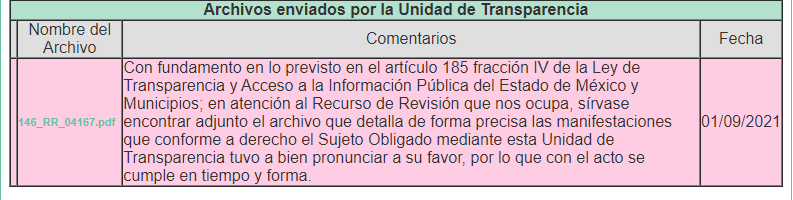 Archivos enviados por la Unidad de Transparencia
Nombre del Archivo
Comentarios
Fecha
146_RR_04167.pdf
Con fundamento en lo previsto en el artículo 185 fracción IV de la Ley de
Transparencia y Acceso a la Información Pública del Estado de México y
Municipios; en atención al Recurso de Revisión que nos ocupa, sírvase
encontrar adjunto el archivo que detalla de forma precisa las manifestaciones
que conforme a derecho el Sujeto Obligado mediante esta Unidad de
Transparencia tuvo a bien pronunciar a su favor, por lo que con el acto se
cumple en tiempo y forma.
01/09/2021